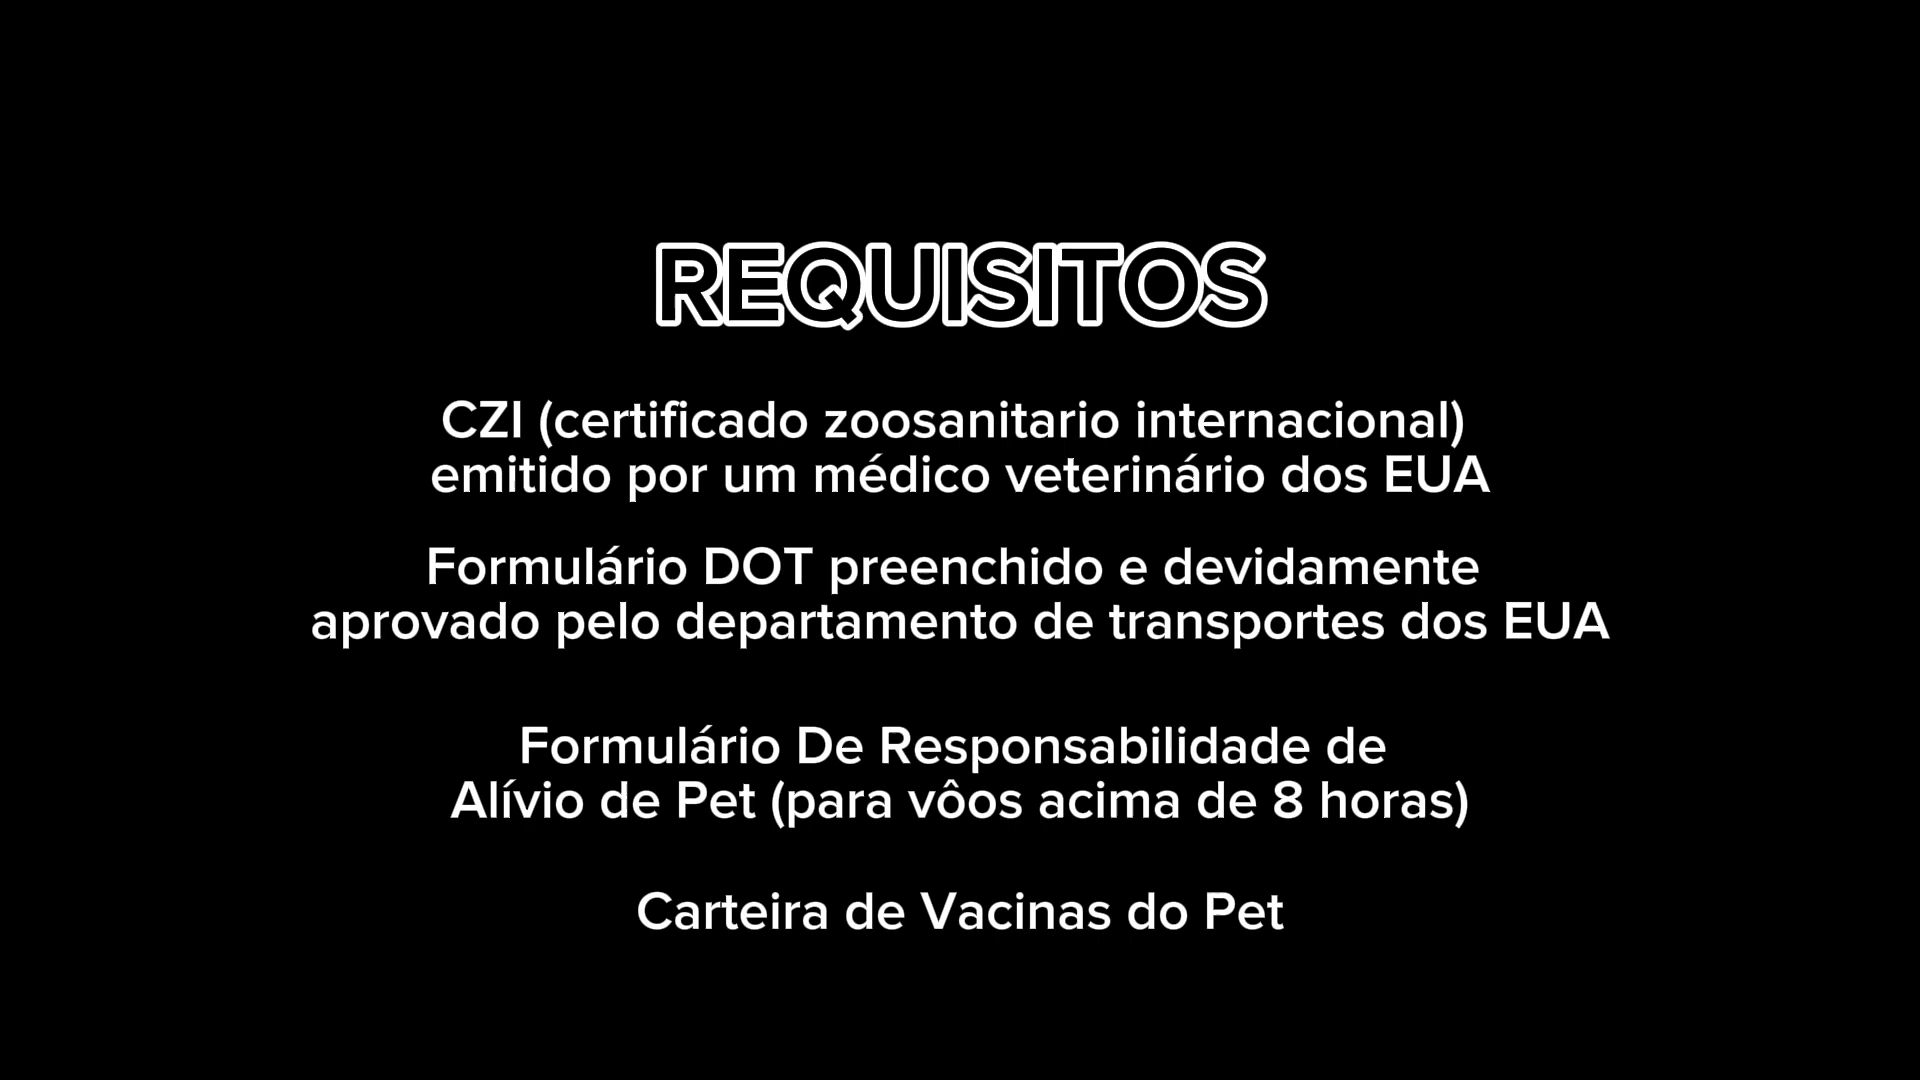 REQUISITOS
CZI (certificado zoosanitario internacional)
emitido por um médico veterinário dos EUA
Formulário DOT preenchido e devidamente
aprovado pelo departamento de transportes dos EUA
Formulário De Responsabilidade de
Alívio de Pet (para vôos acima de 8 horas)
Carteira de Vacinas do Pet